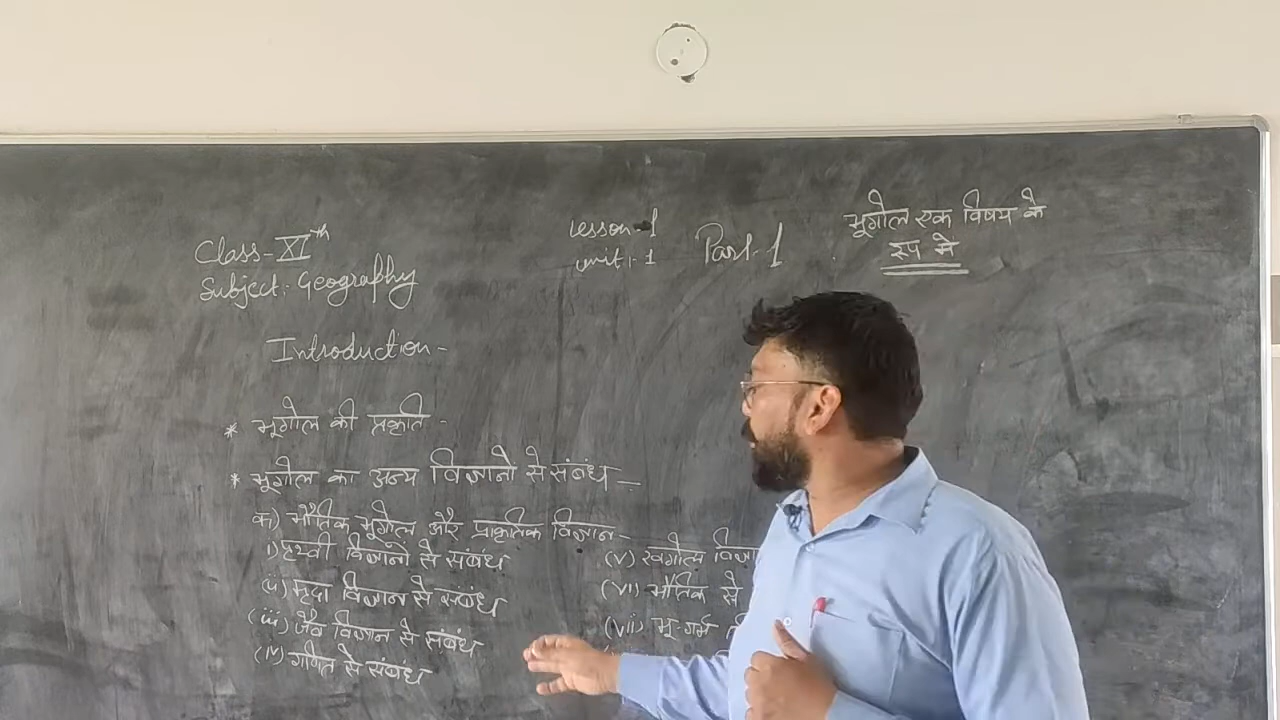 Class-XIth
Subject: Geography
Lesson-1
unit:-1
Part-1
भूगोल एक विषय के
रूप मे
Introduction-
* भूगोल की प्रकृति -
* भूगोल का अन्य विज्ञानो से संबंध -
क) भौतिक भूगोल और प्राकृतिक विज्ञान-
i) पृथ्वी विज्ञानो से संबंध
(ii) मृदा विज्ञान से संबंध
(iii) जैव विज्ञान से संबंध
(iv) गणित से संबंध
(v) खगोल
(vi) भौतिक से
(vii) भू-गर्भ